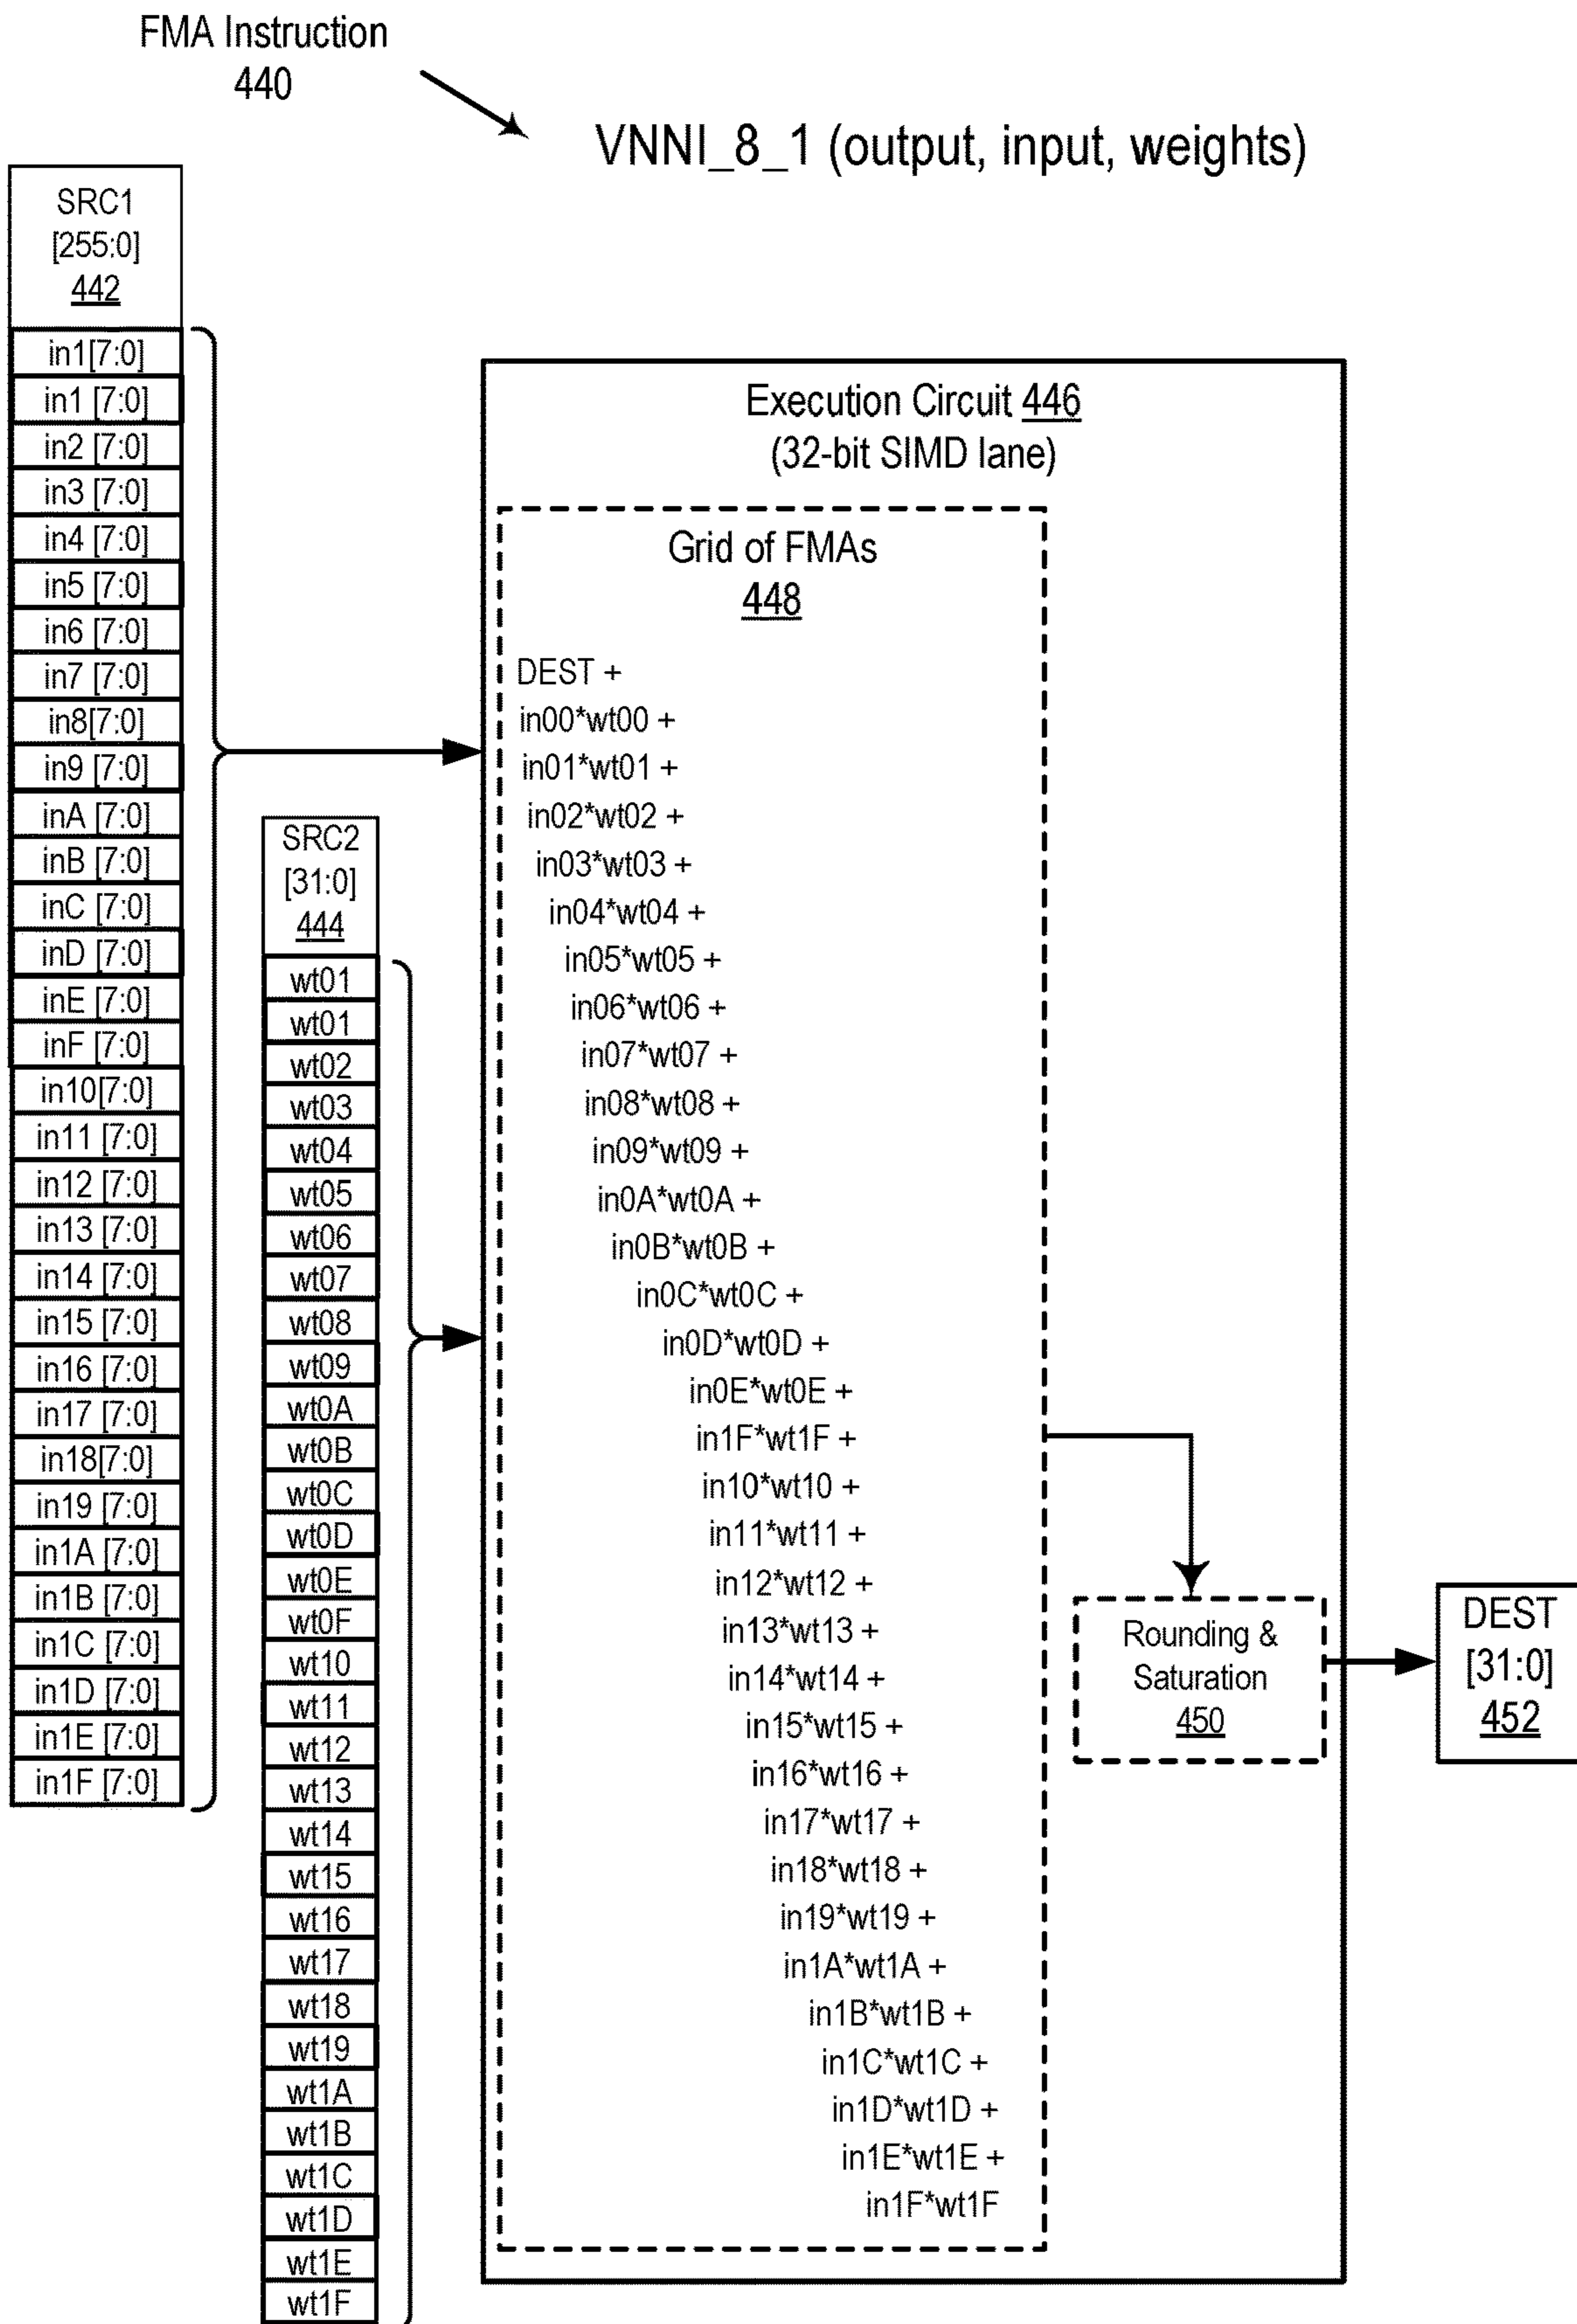 FMA Instruction
440
VNNI_8_1 (output, input, weights)
SRC1
[255:0]
442
in1[7:0]
in1 [7:0]
in2 [7:0]
in3 [7:0]
in4 [7:0]
in5 [7:0]
in6 [7:0]
in7 [7:0]
in8[7:0]
in9 [7:0]
inA [7:0]
inB [7:0]
inC [7:0]
inD [7:0]
inE [7:0]
inF [7:0]
in10[7:0]
in11 [7:0]
in12 [7:0]
in13 [7:0]
in14 [7:0]
in15 [7:0]
in16 [7:0]
in17 [7:0]
in18[7:0]
in19 [7:0]
in1A [7:0]
in1B [7:0]
in1C [7:0]
in1D [7:0]
in1E [7:0]
in1F [7:0]
SRC2
[31:0]
444
wt01
wt01
wt02
wt03
wt04
wt05
wt06
wt07
wt08
wt09
wt0A
wt0B
wt0C
wt0D
wt0E
wt0F
wt10
wt11
wt12
wt13
wt14
wt15
wt16
wt17
wt18
wt19
wt1A
wt1B
wt1C
wt1D
wt1E
wt1F
Execution Circuit 446
(32-bit SIMD lane)
Grid of FMAs
448
DEST +
in00*wt00 +
in01*wt01 +
in02*wt02 +
in03*wt03 +
in04*wt04 +
in05*wt05 +
in06*wt06 +
in07*wt07 +
in08*wt08 +
in09*wt09 +
in0A*wt0A +
in0B*wt0B +
in0C*wt0C +
in0D*wt0D +
in0E*wt0E +
in1F*wt1F +
in10*wt10 +
in11*wt11 +
in12*wt12 +
in13*wt13 +
in14*wt14 +
in15*wt15 +
in16*wt16 +
in17*wt17 +
in18*wt18 +
in19*wt19 +
in1A*wt1A +
in1B*wt1B +
in1C*wt1C +
in1D*wt1D +
in1E*wt1E +
in1F*wt1F
Rounding &
Saturation
450
DEST
[31:0]
452